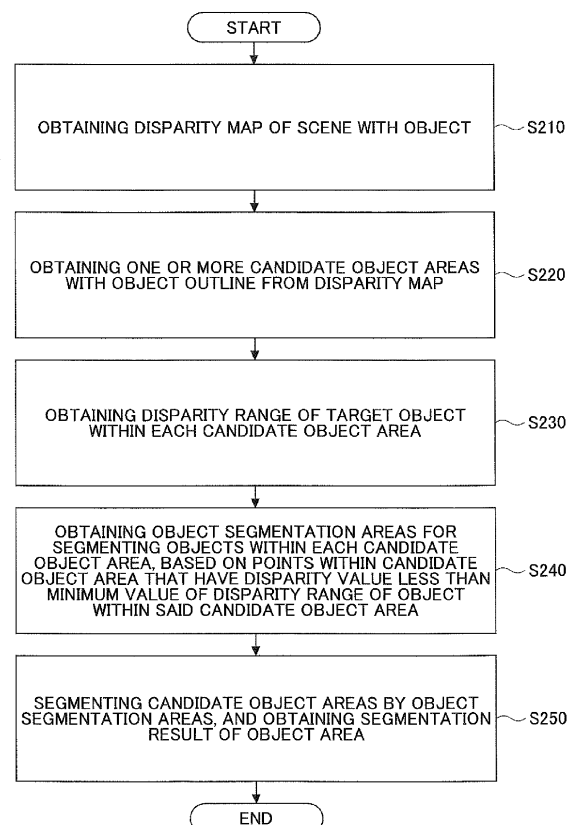 START
OBTAINING DISPARITY MAP OF SCENE WITH OBJECT
S210
OBTAINING ONE OR MORE CANDIDATE OBJECT AREAS
WITH OBJECT OUTLINE FROM DISPARITY MAP
S220
OBTAINING DISPARITY RANGE OF TARGET OBJECT
WITHIN EACH CANDIDATE OBJECT AREA
S230
OBTAINING OBJECT SEGMENTATION AREAS FOR
SEGMENTING OBJECTS WITHIN EACH CANDIDATE
OBJECT AREA, BASED ON POINTS WITHIN CANDIDATE
OBJECT AREA THAT HAVE DISPARITY VALUE LESS THAN
MINIMUM VALUE OF DISPARITY RANGE OF OBJECT
WITHIN SAID CANDIDATE OBJECT AREA
S240
SEGMENTING CANDIDATE OBJECT AREAS BY OBJECT
SEGMENTATION AREAS, AND OBTAINING SEGMENTATION
RESULT OF OBJECT AREA
S250
END